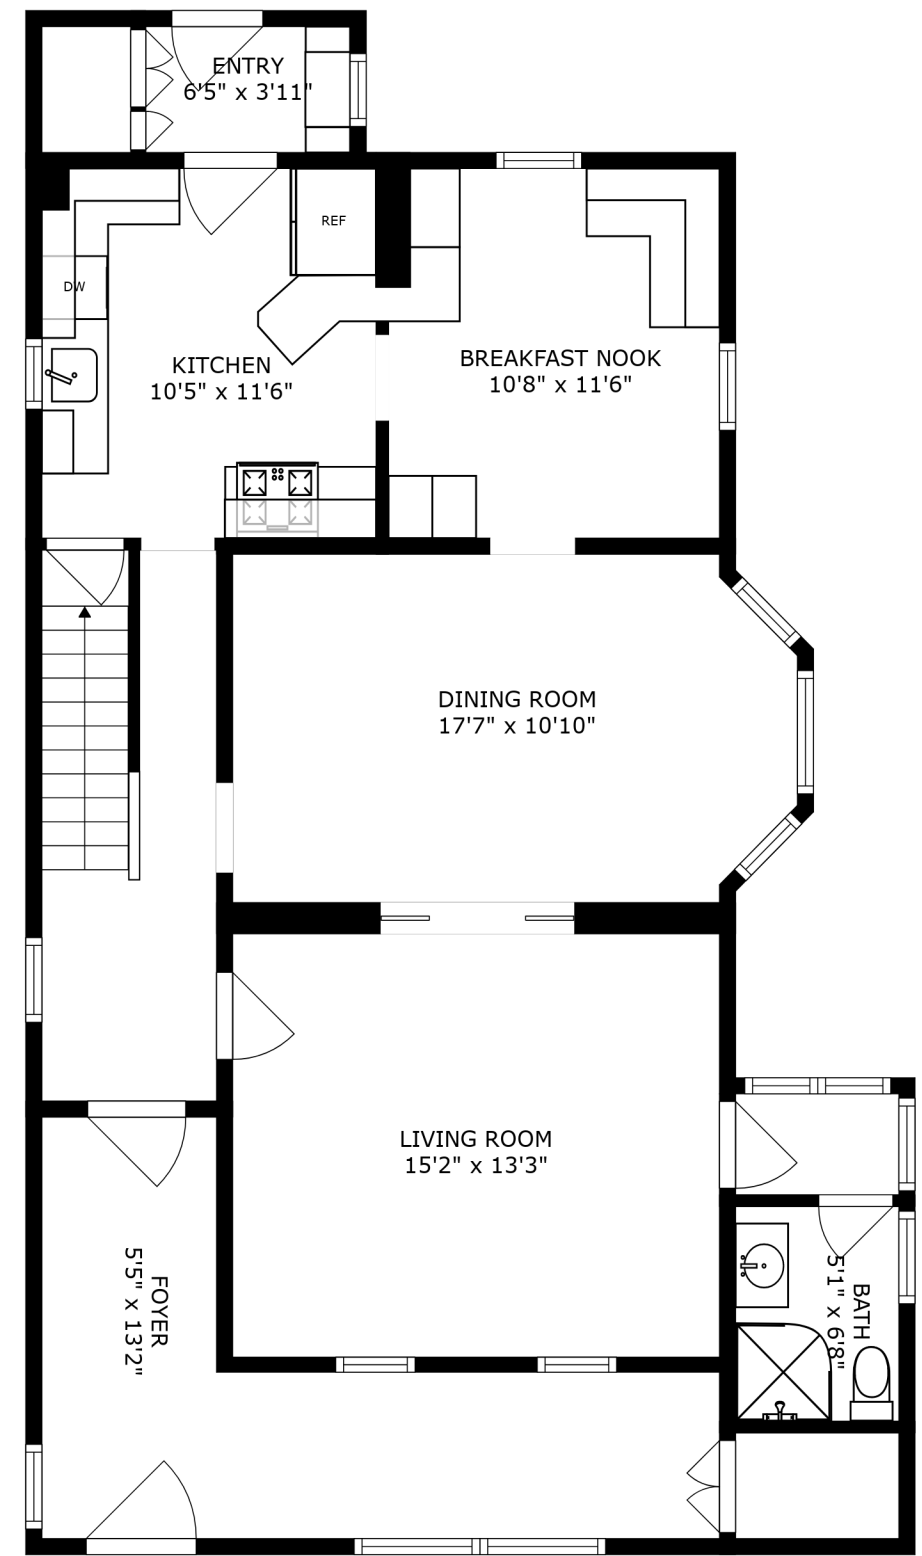 ENTRY
6'5" x 3'11"
REF
DW
KITCHEN
10'5" x 11'6"
BREAKFAST NOOK
10'8" x 11'6"
DINING ROOM
17'7" x 10'10"
LIVING ROOM
15'2" x 13'3"
FOYER
5'5" x 13'2"
BATH
5'1" x 6'8"